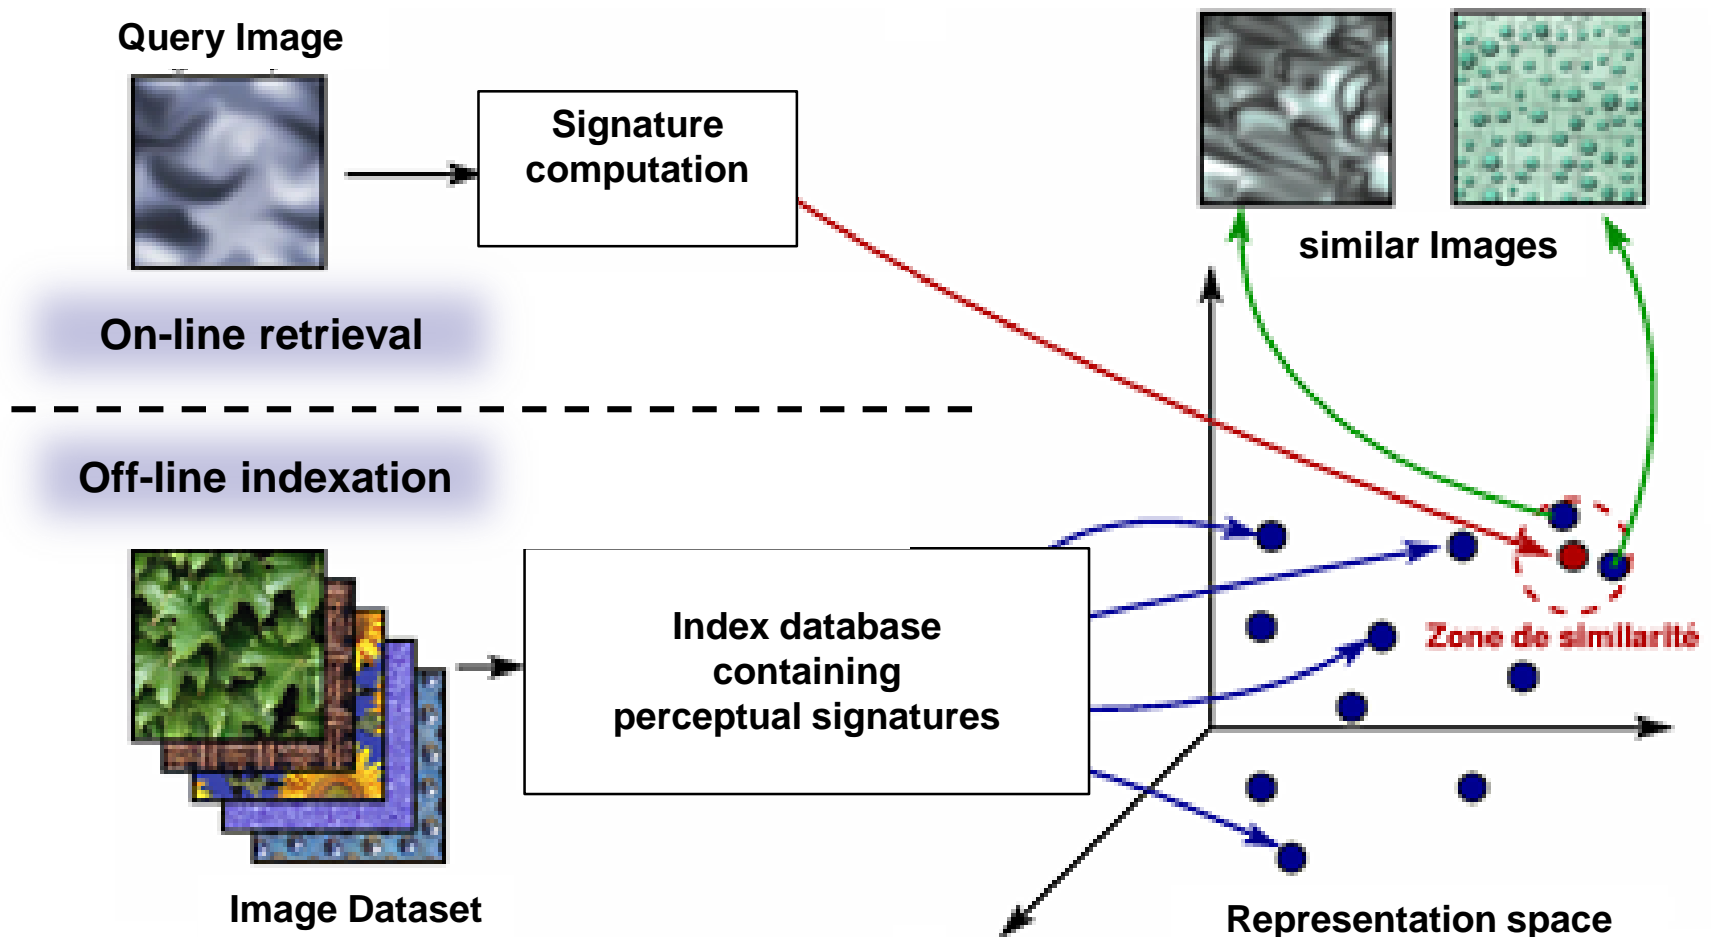 Query Image
Signature
computation
similar Images
On-line retrieval
Off-line indexation
Index database
containing
perceptual signatures
Zone de similarité
Image Dataset
Representation space